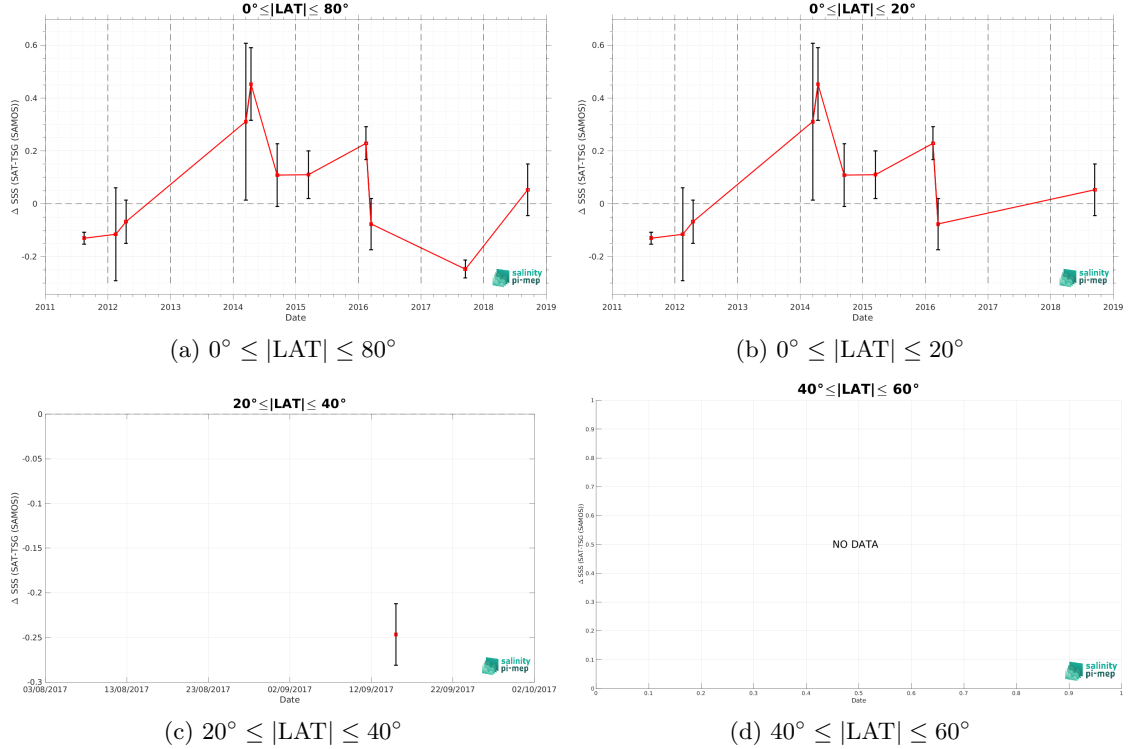 0°≤|LAT|≤ 80°
Δ SSS (SAT-TSG (SAMOS))
0.6
0.4
0.2
0
-0.2
2011 2012 2013 2014 2015 2016 2017 2018 2019
Date
salinity
pi-mep
(a) 0° ≤ |LAT| ≤ 80°
0°≤|LAT|≤ 20°
Δ SSS (SAT-TSG (SAMOS))
0.6
0.4
0.2
0
-0.2
2011 2012 2013 2014 2015 2016 2017 2018 2019
Date
salinity
pi-mep
(b) 0° ≤ |LAT| ≤ 20°
20°≤|LAT|≤ 40°
Δ SSS (SAT-TSG (SAMOS))
0
-0.05
-0.1
-0.15
-0.2
-0.25
-0.3
03/08/2017 13/08/2017 23/08/2017 02/09/2017 12/09/2017 22/09/2017 02/10/2017
Date
salinity
pi-mep
(c) 20° ≤ |LAT| ≤ 40°
40°≤|LAT|≤ 60°
Δ SSS (SAT-TSG (SAMOS))
1
0.9
0.8
0.7
0.6
0.5
0.4
0.3
0.2
0.1
0
NO DATA
0 0.1 0.2 0.3 0.4 0.5 0.6 0.7 0.8 0.9 1
Date
salinity
pi-mep
(d) 40° ≤ |LAT| ≤ 60°